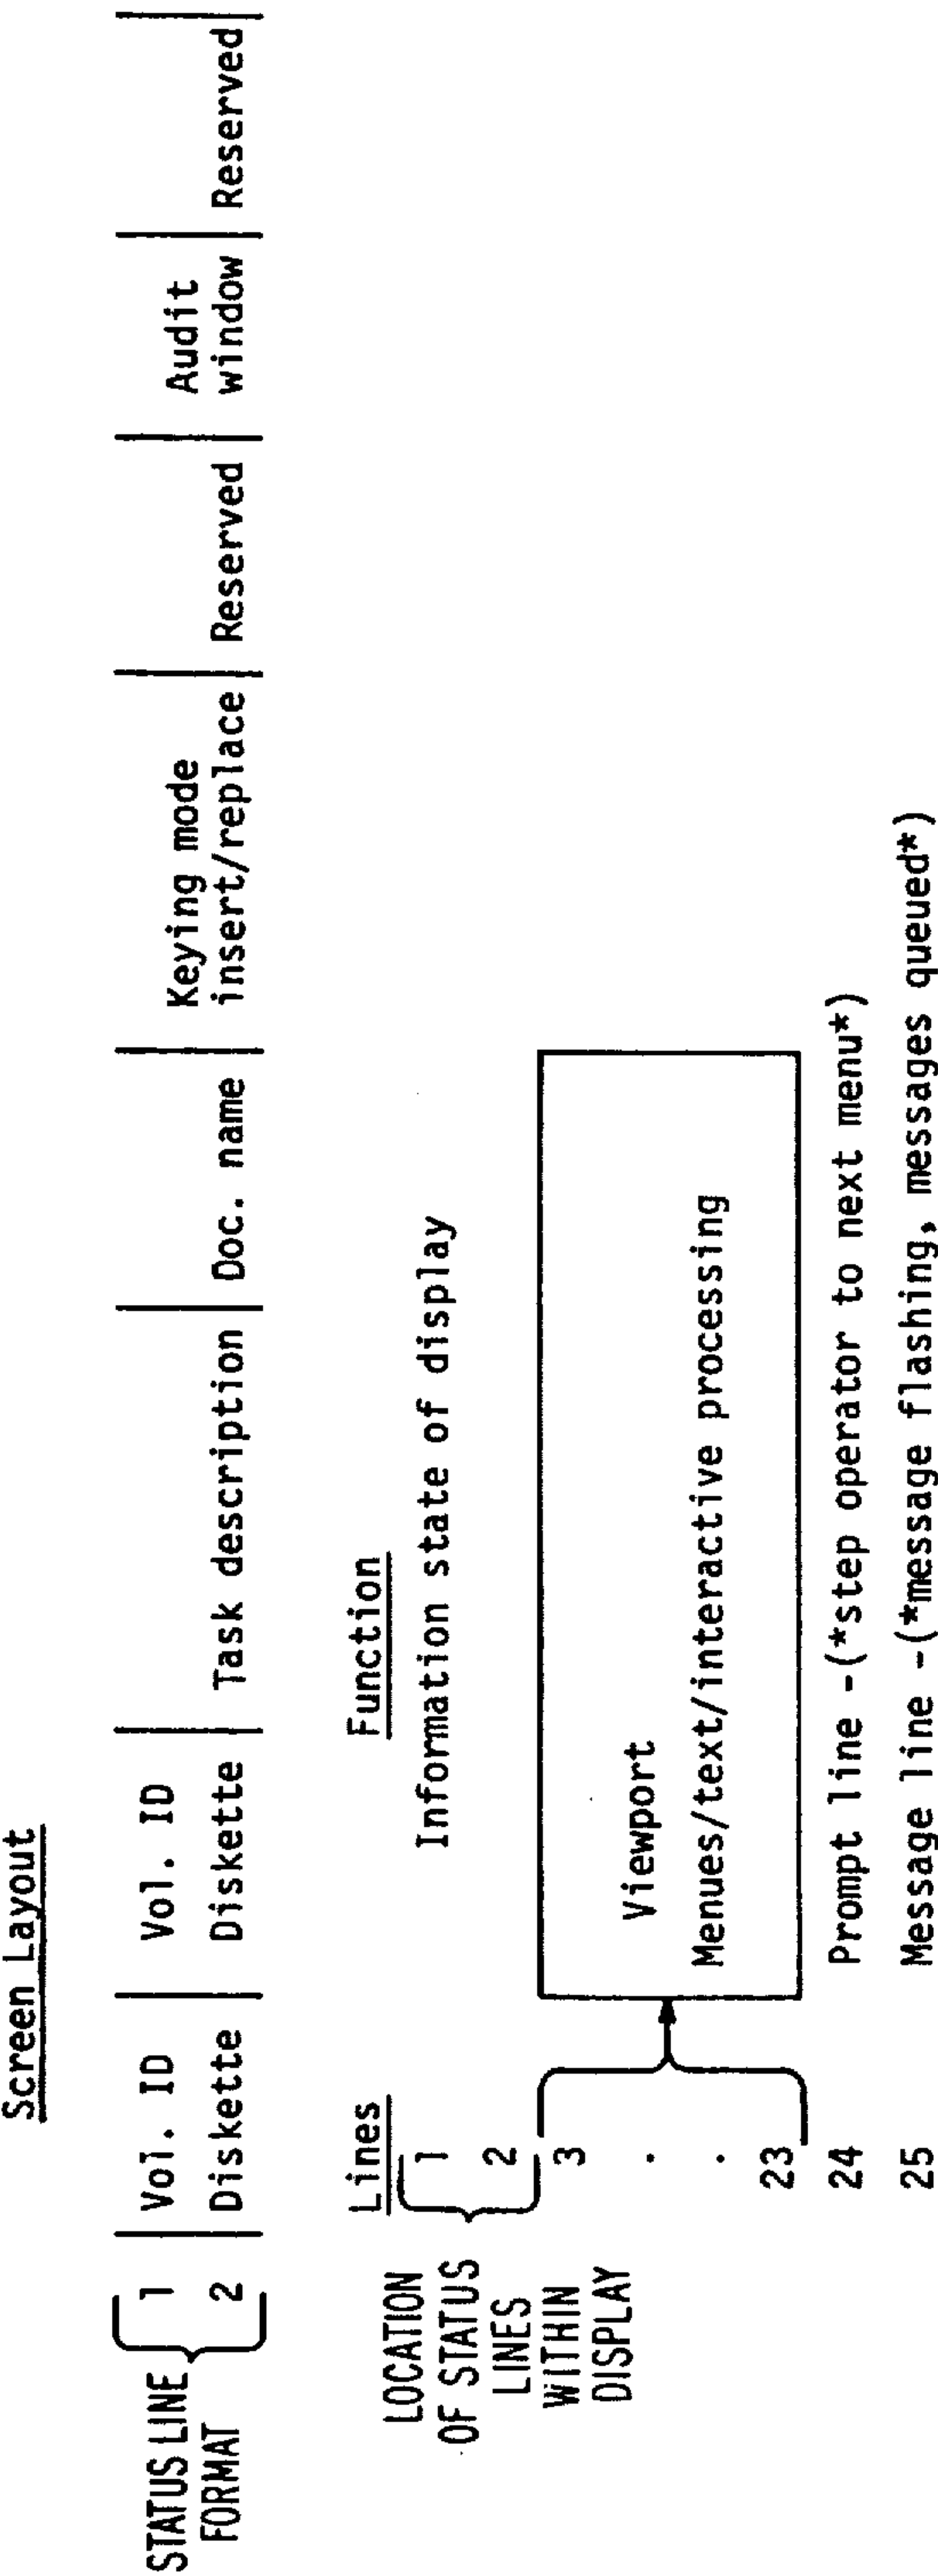 Screen Layout
STATUS LINE FORMAT
1 Vol. ID Vol. ID Keying mode Audit
2 Diskette Diskette Task description Doc. name insert/replace Reserved window Reserved
Lines Function
LOCATION OF STATUS LINES WITHIN DISPLAY
1 Information state of display
2
3
.
.
23
Viewport
Menues/text/interactive processing
24 Prompt line -(*step operator to next menu*)
25 Message line -(*message flashing, messages queued*)